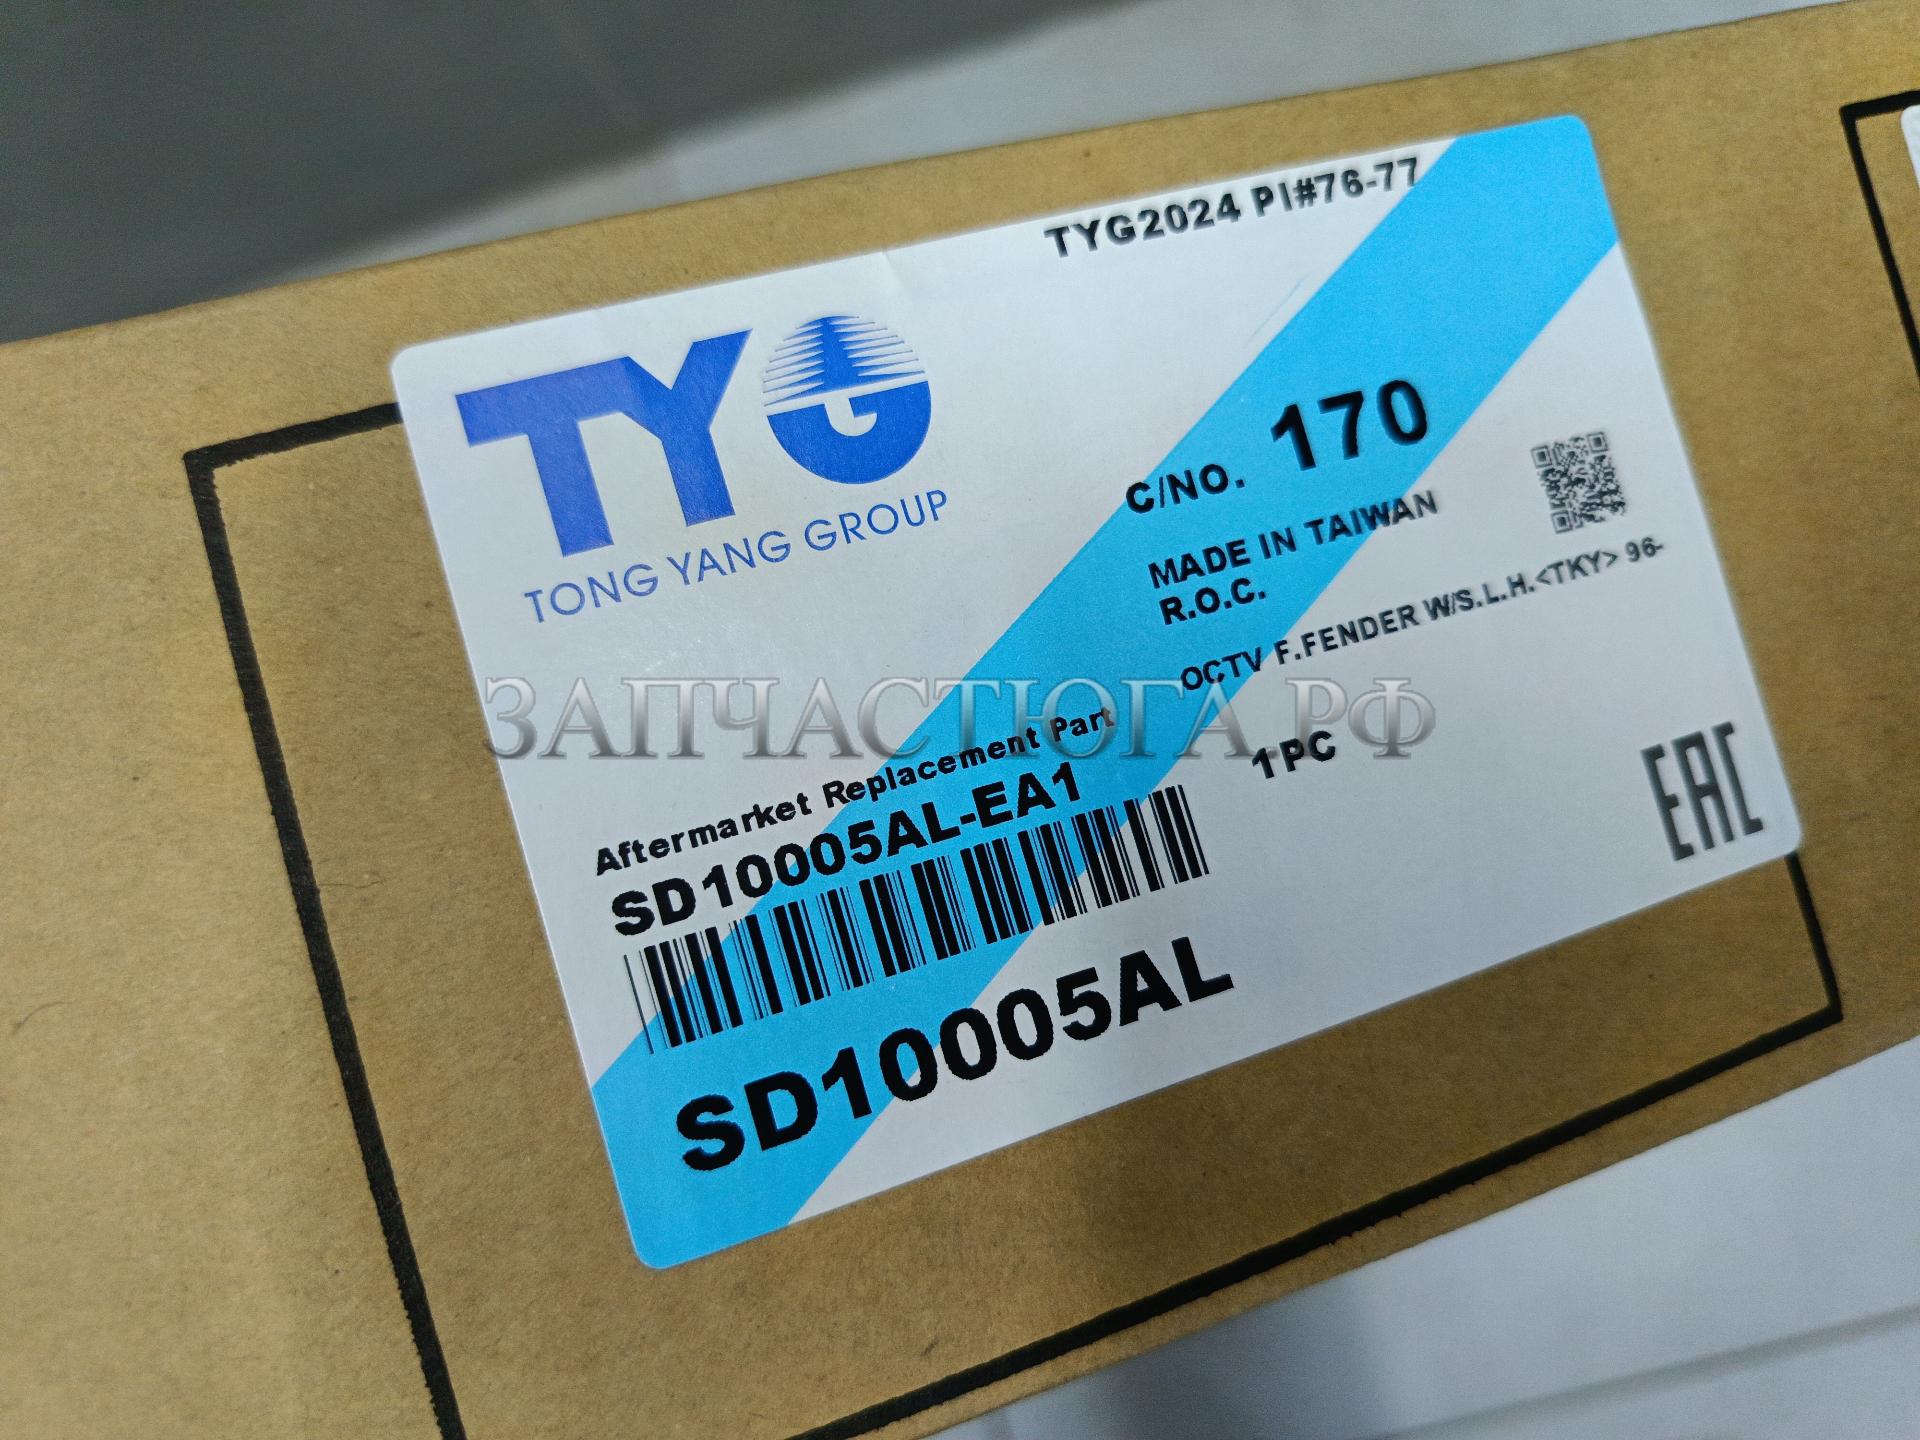 TYG2024 PI#76-77
TYG
TONG YANG GROUP
C/NO. 170
MADE IN TAIWAN
R.O.C.
OCTV F.FENDER W/S.L.H.<TKY> 96-
ЗАПЧАСТЮГА.РФ
Aftermarket Replacement Part
1PC
SD10005AL-EA1
EAC
SD10005AL